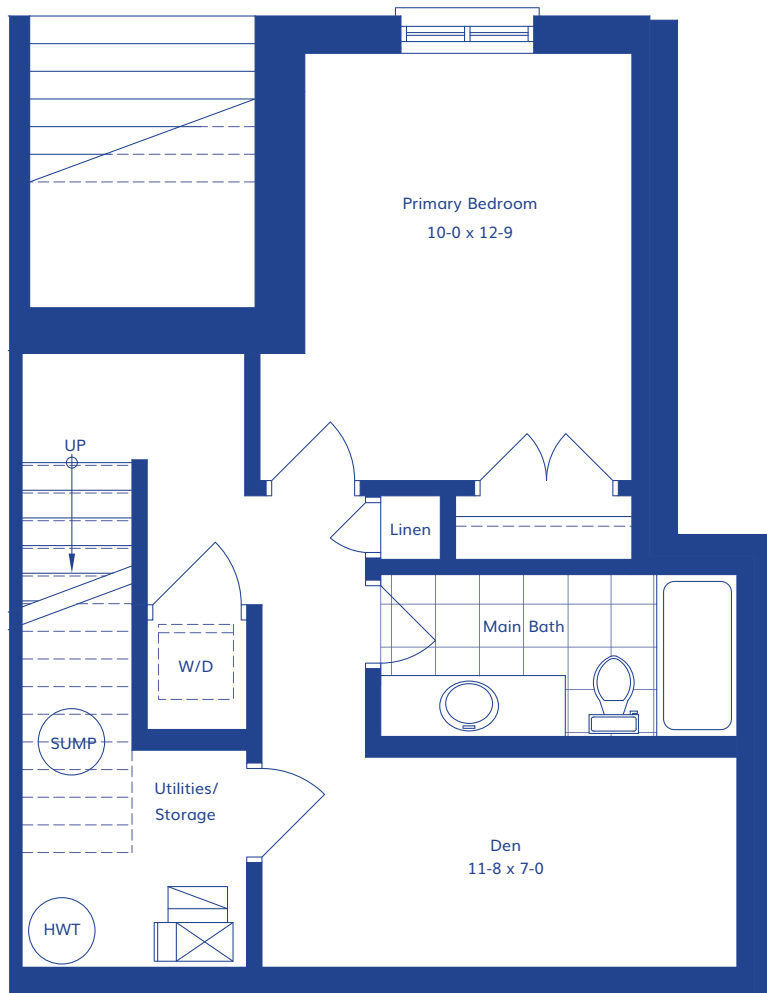 Primary Bedroom
10-0 x 12-9
UP
Linen
Main Bath
W/D
SUMP
Utilities/
Storage
Den
11-8 x 7-0
HWT